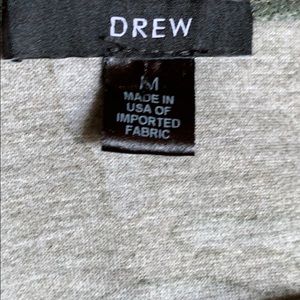 DREW
M
MADE IN
USA OF
IMPORTED
FABRIC